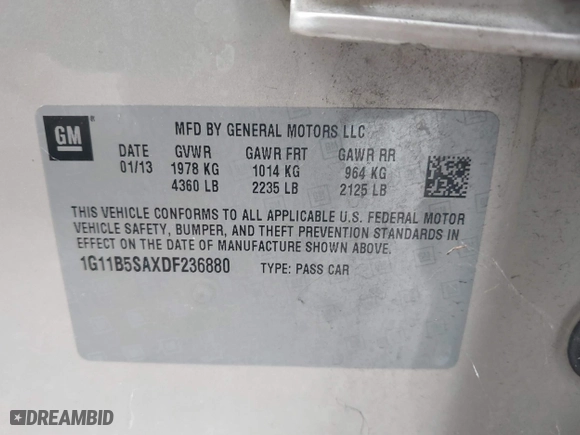 GM
MFD BY GENERAL MOTORS LLC
DATE GVWR GAWR FRT GAWR RR
01/13 1978 KG 1014 KG 964 KG
4360 LB 2235 LB 2125 LB
THIS VEHICLE CONFORMS TO ALL APPLICABLE U.S. FEDERAL MOTOR
VEHICLE SAFETY, BUMPER, AND THEFT PREVENTION STANDARDS IN
EFFECT ON THE DATE OF MANUFACTURE SHOWN ABOVE.
1G11B5SAXDF236880 TYPE: PASS CAR
DREAMBID